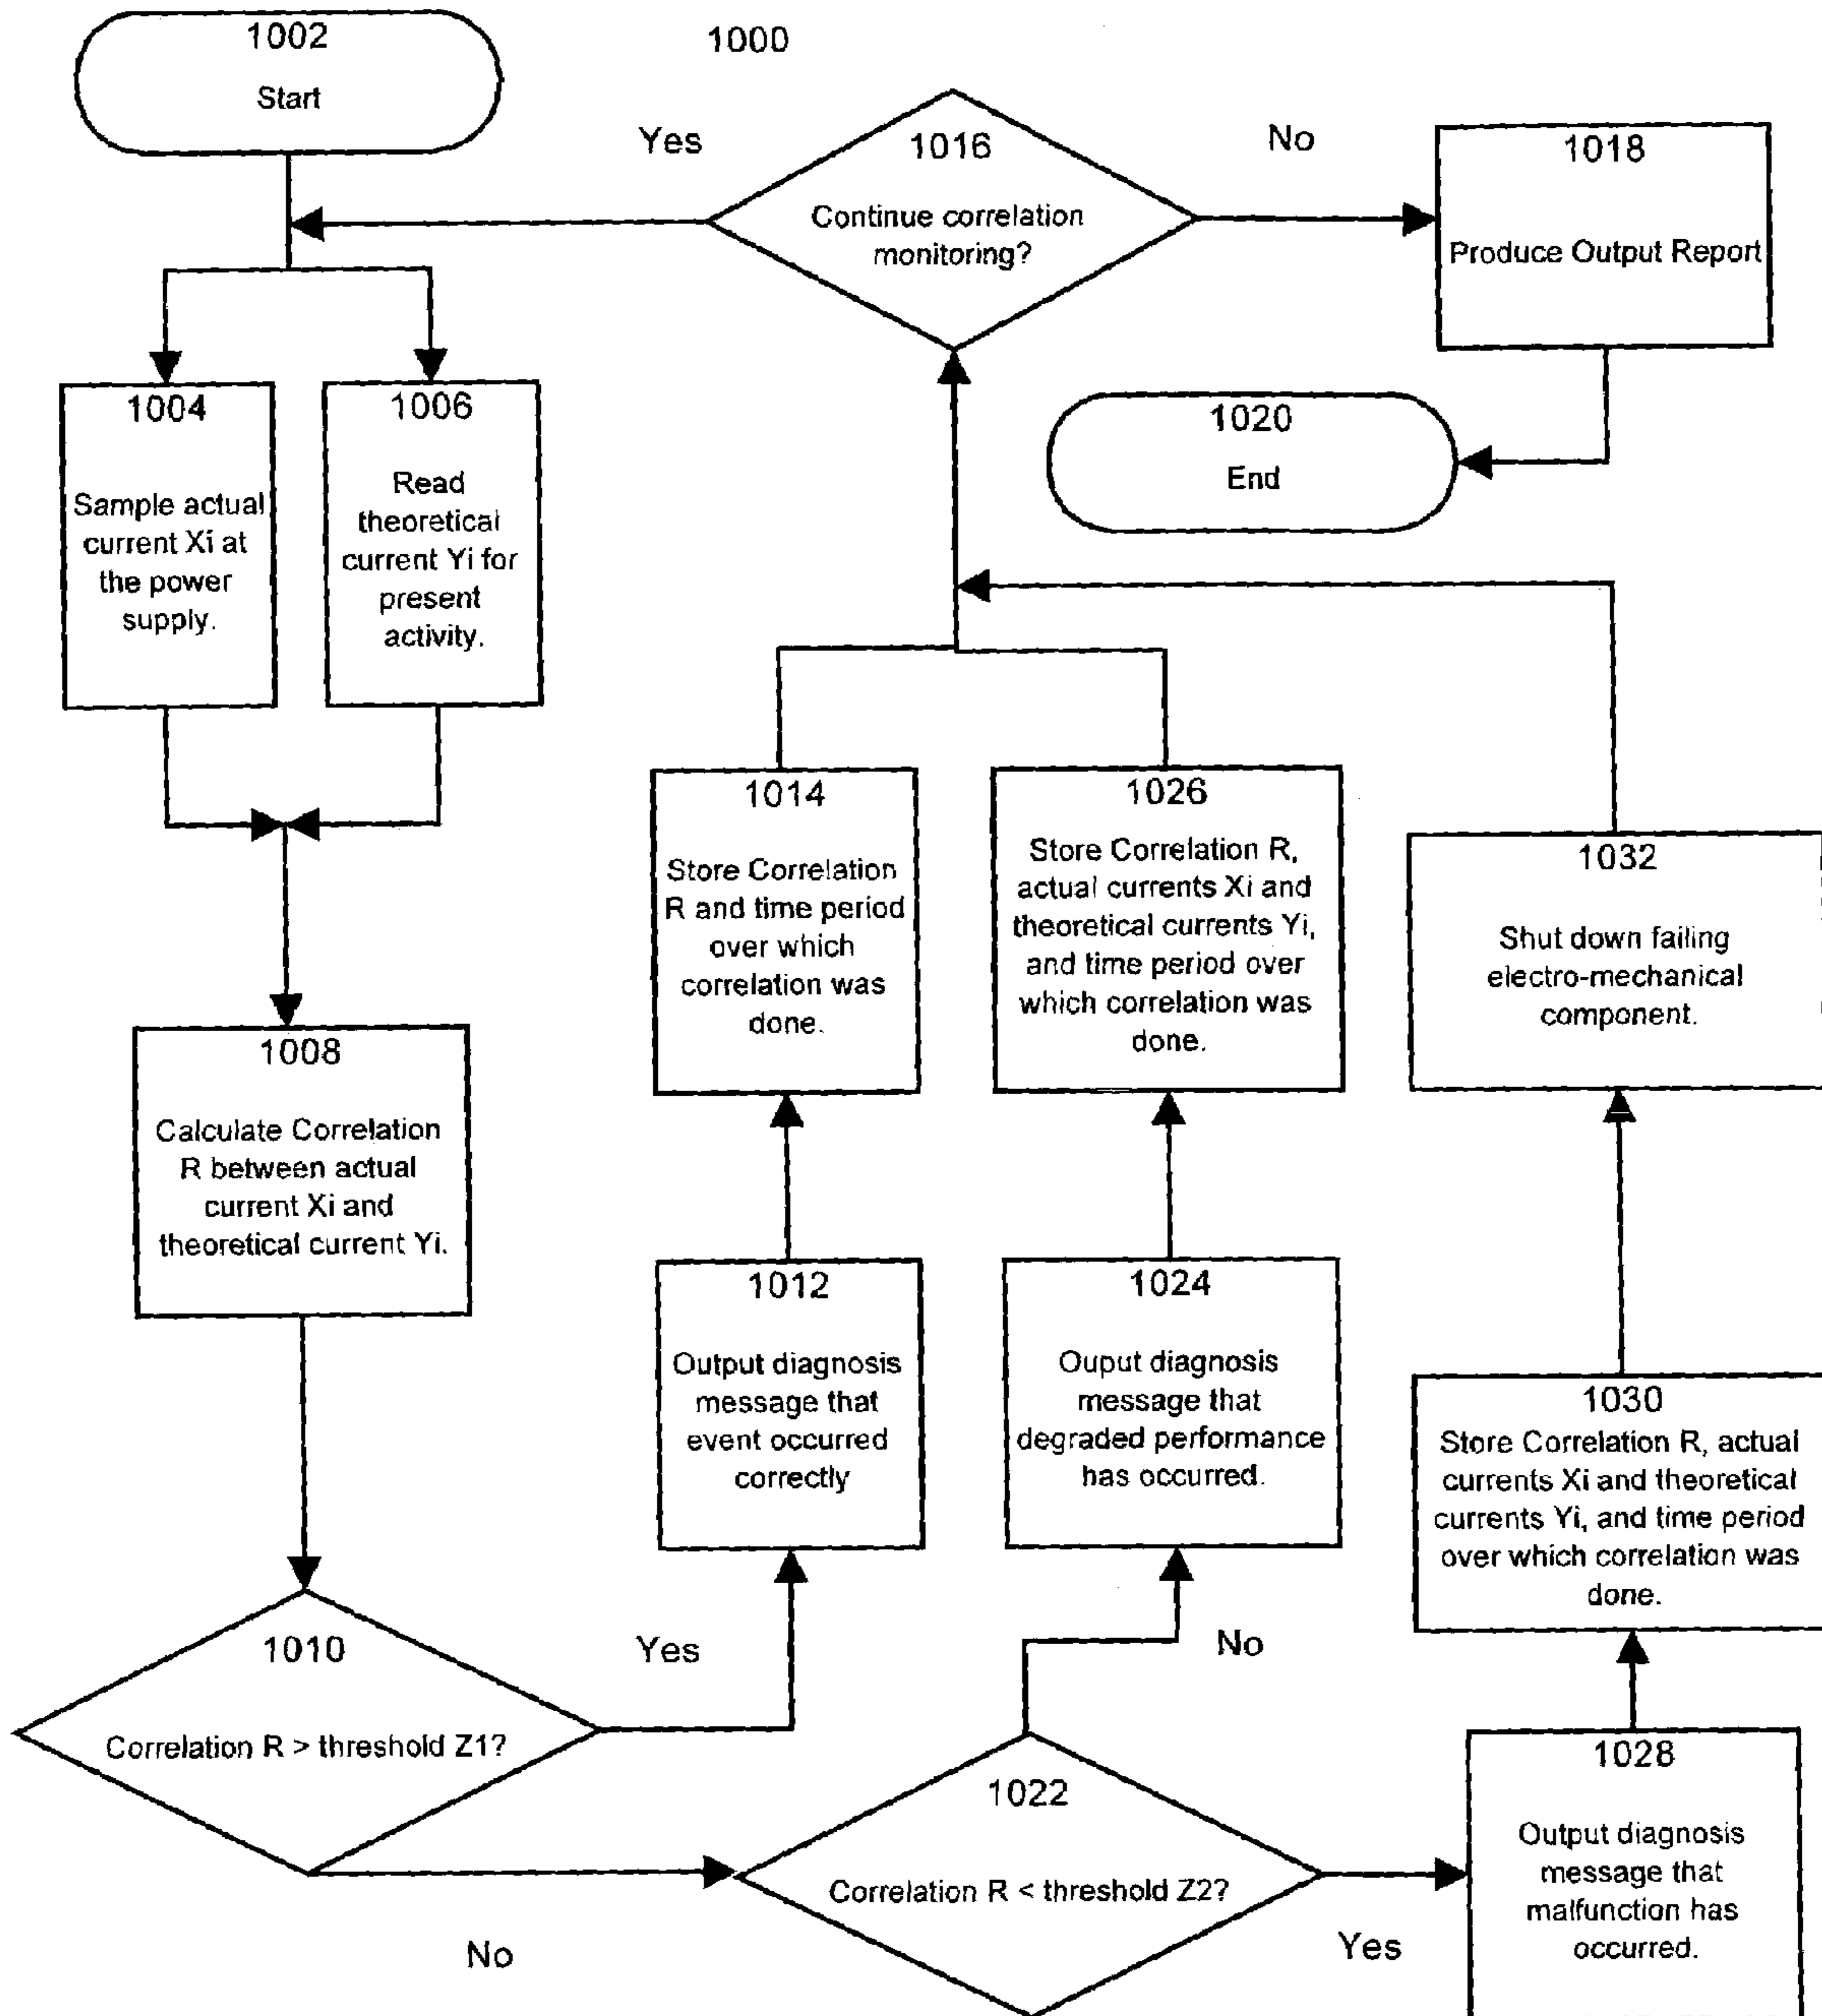 1002
Start
1000
Yes
1016
Continue correlation
monitoring?
No
1018
Produce Output Report
1020
End
1004
Sample actual
current Xi at
the power
supply.
1006
Read
theoretical
current Yi for
present
activity.
1008
Calculate Correlation
R between actual
current Xi and
theoretical current Yi.
1014
Store Correlation
R and time period
over which
correlation was
done.
1026
Store Correlation R,
actual currents Xi and
theoretical currents Yi,
and time period over
which correlation was
done.
1032
Shut down failing
electro-mechanical
component.
1012
Output diagnosis
message that
event occurred
correctly
1024
Ouput diagnosis
message that
degraded performance
has occurred.
1030
Store Correlation R, actual
currents Xi and theoretical
currents Yi, and time period
over which correlation was
done.
1010
Correlation R > threshold Z1?
Yes
No
1022
Correlation R < threshold Z2?
No
Yes
1028
Output diagnosis
message that
malfunction has
occurred.